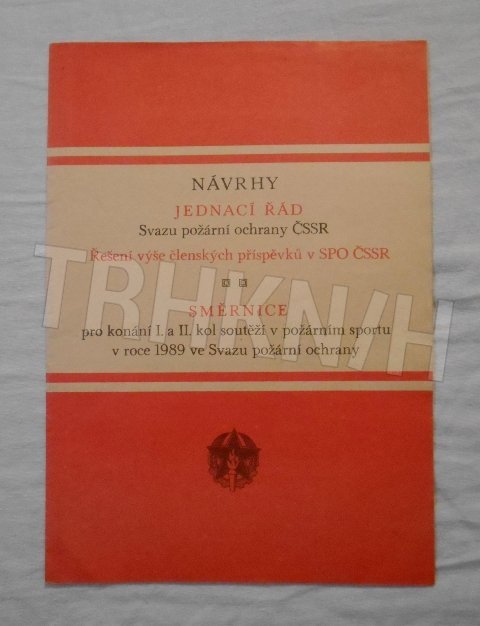 NÁVRHY
JEDNACÍ ŘÁD
Svazu požární ochrany ČSSR
Řešení výše členských příspěvků v SPO ČSSR
SMĚRNICE
pro konání I. a II. kol soutěží v požárním sportu
v roce 1989 ve Svazu požární ochrany
TRHKNIH